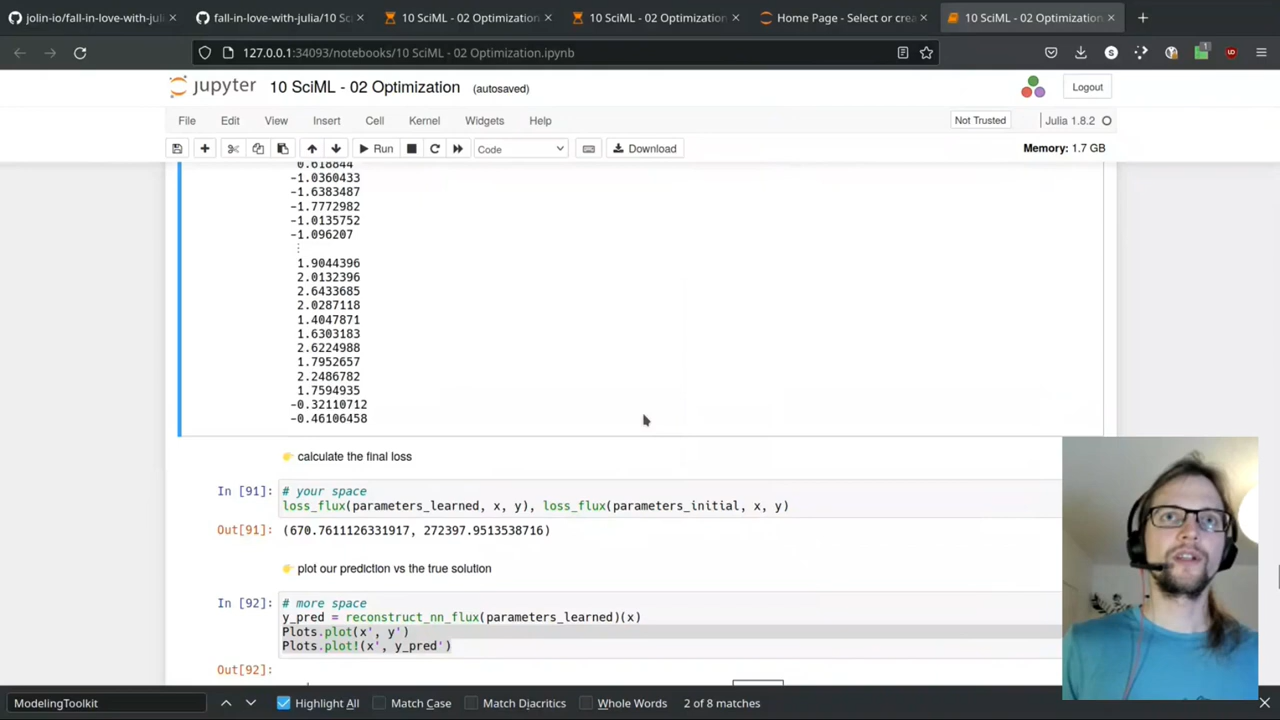 jolin-io/fall-in-love-with-juli
fall-in-love-with-julia/10 Sc
10 SciML - 02 Optimization
10 SciML - 02 Optimization
Home Page - Select or crea
10 SciML - 02 Optimization
127.0.0.1:34093/notebooks/10 SciML - 02 Optimization.ipynb
jupyter 10 SciML - 02 Optimization (autosaved)
Logout
File Edit View Insert Cell Kernel Widgets Help
Not Trusted
Julia 1.8.2
Run
Code
Download
Memory: 1.7 GB
0.618844
-1.0360433
-1.6383487
-1.7772982
-1.0135752
-1.096207
⋮
1.9044396
2.0132396
2.6433685
2.0287118
1.4047871
1.6303183
2.6224988
1.7952657
2.2486782
1.7594935
-0.32110712
-0.46106458
👉 calculate the final loss
In [91]: # your space
loss_flux(parameters_learned, x, y), loss_flux(parameters_initial, x, y)
Out[91]: (670.7611126331917, 272397.9513538716)
👉 plot our prediction vs the true solution
In [92]: # more space
y_pred = reconstruct_nn_flux(parameters_learned)(x)
Plots.plot(x', y')
Plots.plot!(x', y_pred')
Out[92]:
ModelingToolkit
Highlight All
Match Case
Match Diacritics
Whole Words
2 of 8 matches